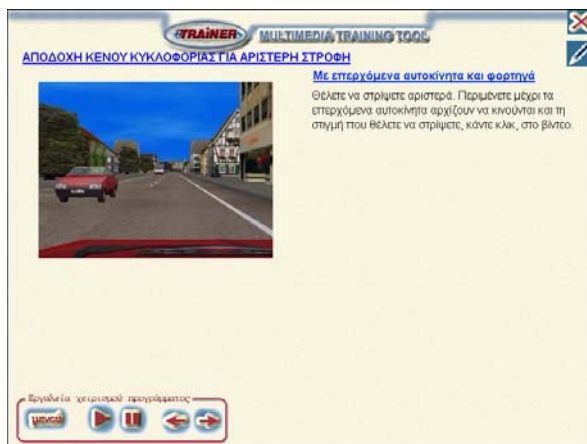 TRAINER MULTIMEDIA TRAINING TOOL
ΑΠΟΔΟΧΗ ΚΕΝΟΥ ΚΥΚΛΟΦΟΡΙΑΣ ΓΙΑ ΑΡΙΣΤΕΡΗ ΣΤΡΟΦΗ
Με επερχόμενα αυτοκίνητα και φορτηγά
Θέλετε να στρίψετε αριστερά. Περιμένετε μέχρι τα
επερχόμενα αυτοκίνητα αρχίζουν να κινούνται και τη
στιγμή που θέλετε να στρίψετε, κάντε κλικ, στο βίντεο.
Εργαλεία χειρισμού προγράμματος